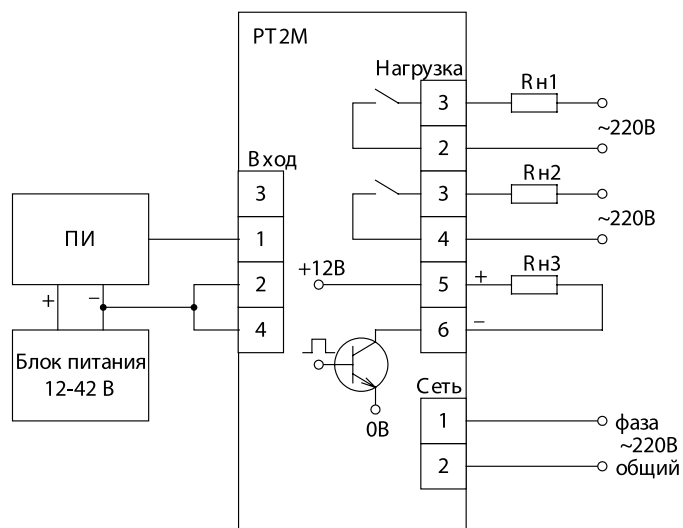 РТ2М
Нагрузка
3
Rн1
2
~220В
3
Rн2
4
~220В
Вход
3
1
2
4
ПИ
+
–
Блок питания
12-42 В
+12В
5
+
Rн3
6
–
0В
Сеть
1
фаза
~220В
2
общий